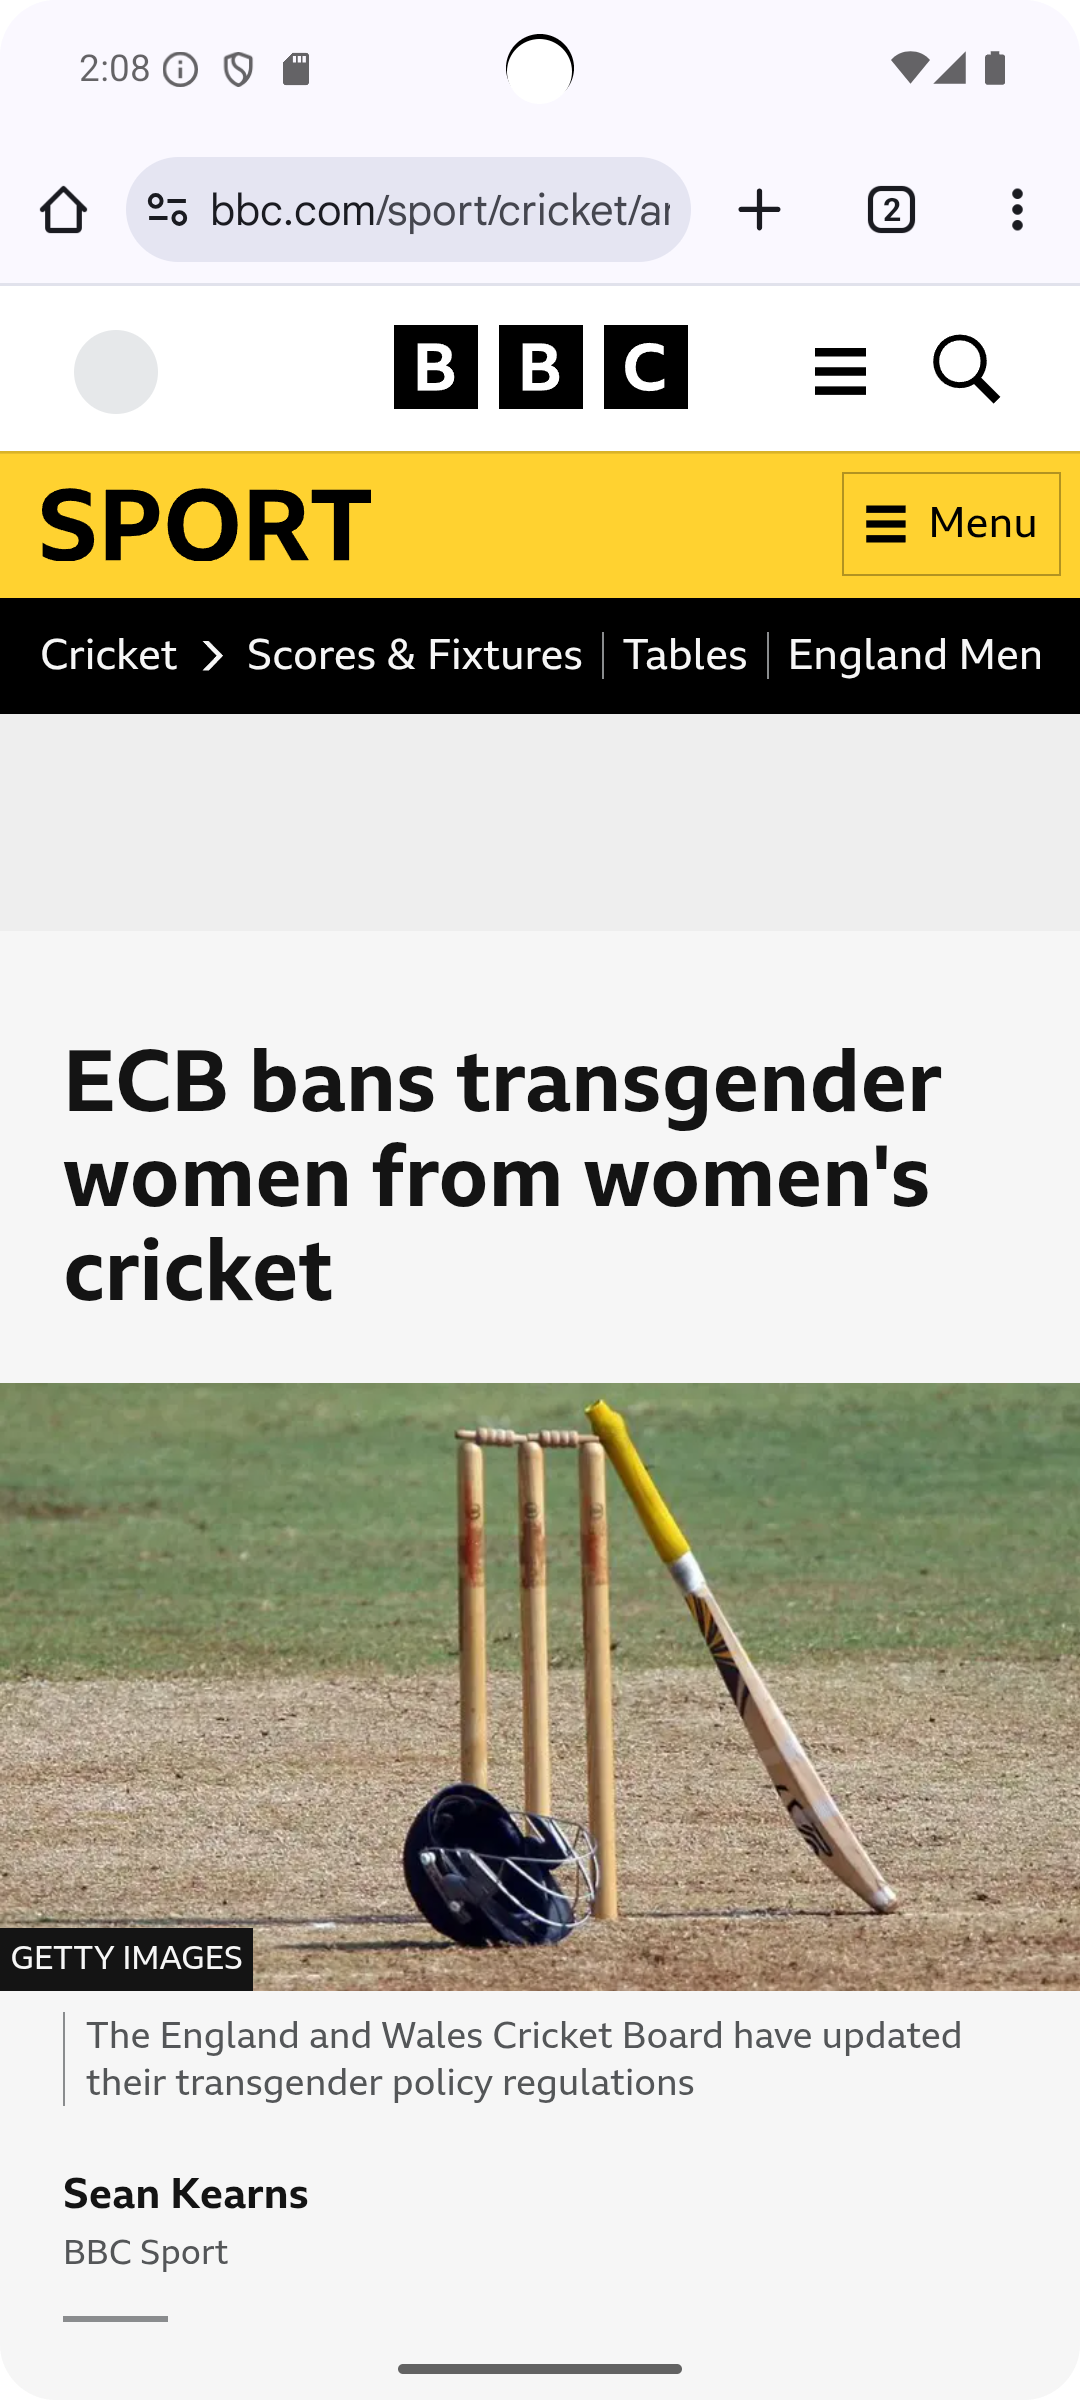 2:08
bbc.com/sport/cricket/ar
2
BBC
SPORT
Menu
Cricket
Scores & Fixtures
Tables
England Men
ECB bans transgender
women from women's
cricket
GETTY IMAGES
The England and Wales Cricket Board have updated
their transgender policy regulations
Sean Kearns
BBC Sport